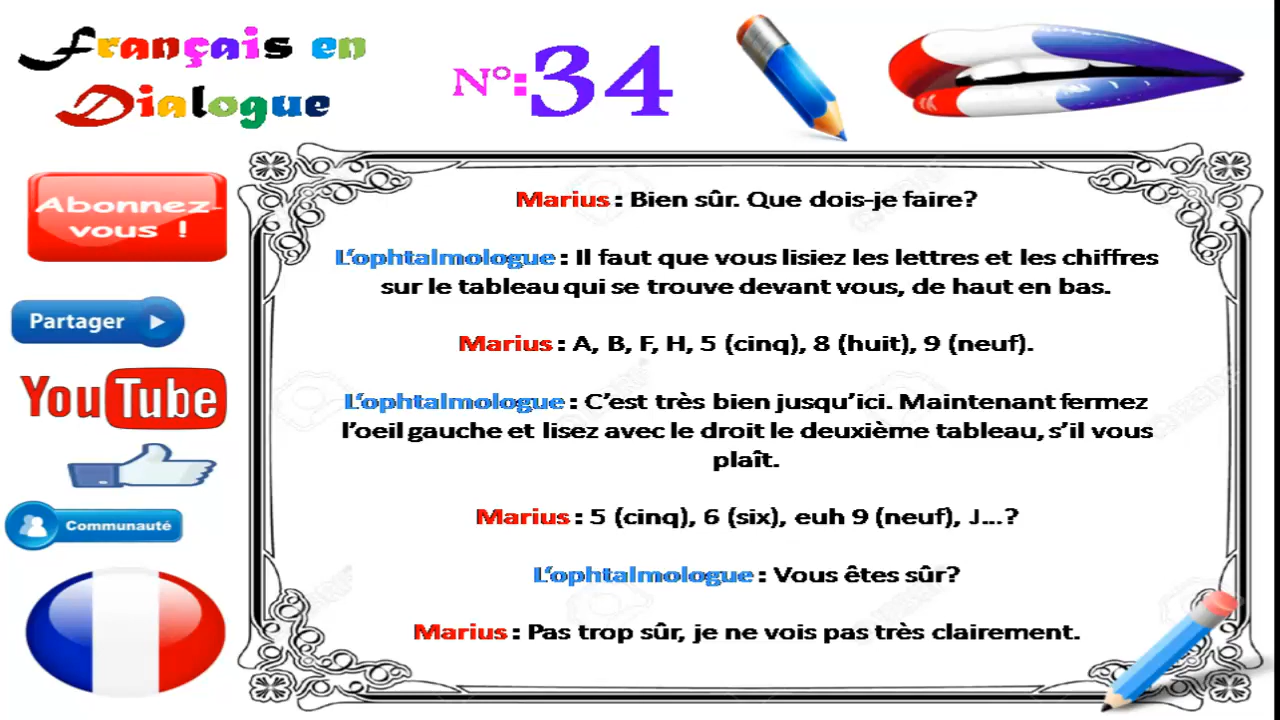 Français en
Dialogue
N°:34
Abonnez-
vous !
Partager
YouTube
Communauté
Marius : Bien sûr. Que dois-je faire?
L'ophtalmologue : Il faut que vous lisiez les lettres et les chiffres
sur le tableau qui se trouve devant vous, de haut en bas.
Marius : A, B, F, H, 5 (cinq), 8 (huit), 9 (neuf).
L'ophtalmologue : C'est très bien jusqu'ici. Maintenant fermez
l'oeil gauche et lisez avec le droit le deuxième tableau, s'il vous
plaît.
Marius : 5 (cinq), 6 (six), euh 9 (neuf), J...?
L'ophtalmologue : Vous êtes sûr?
Marius : Pas trop sûr, je ne vois pas très clairement.